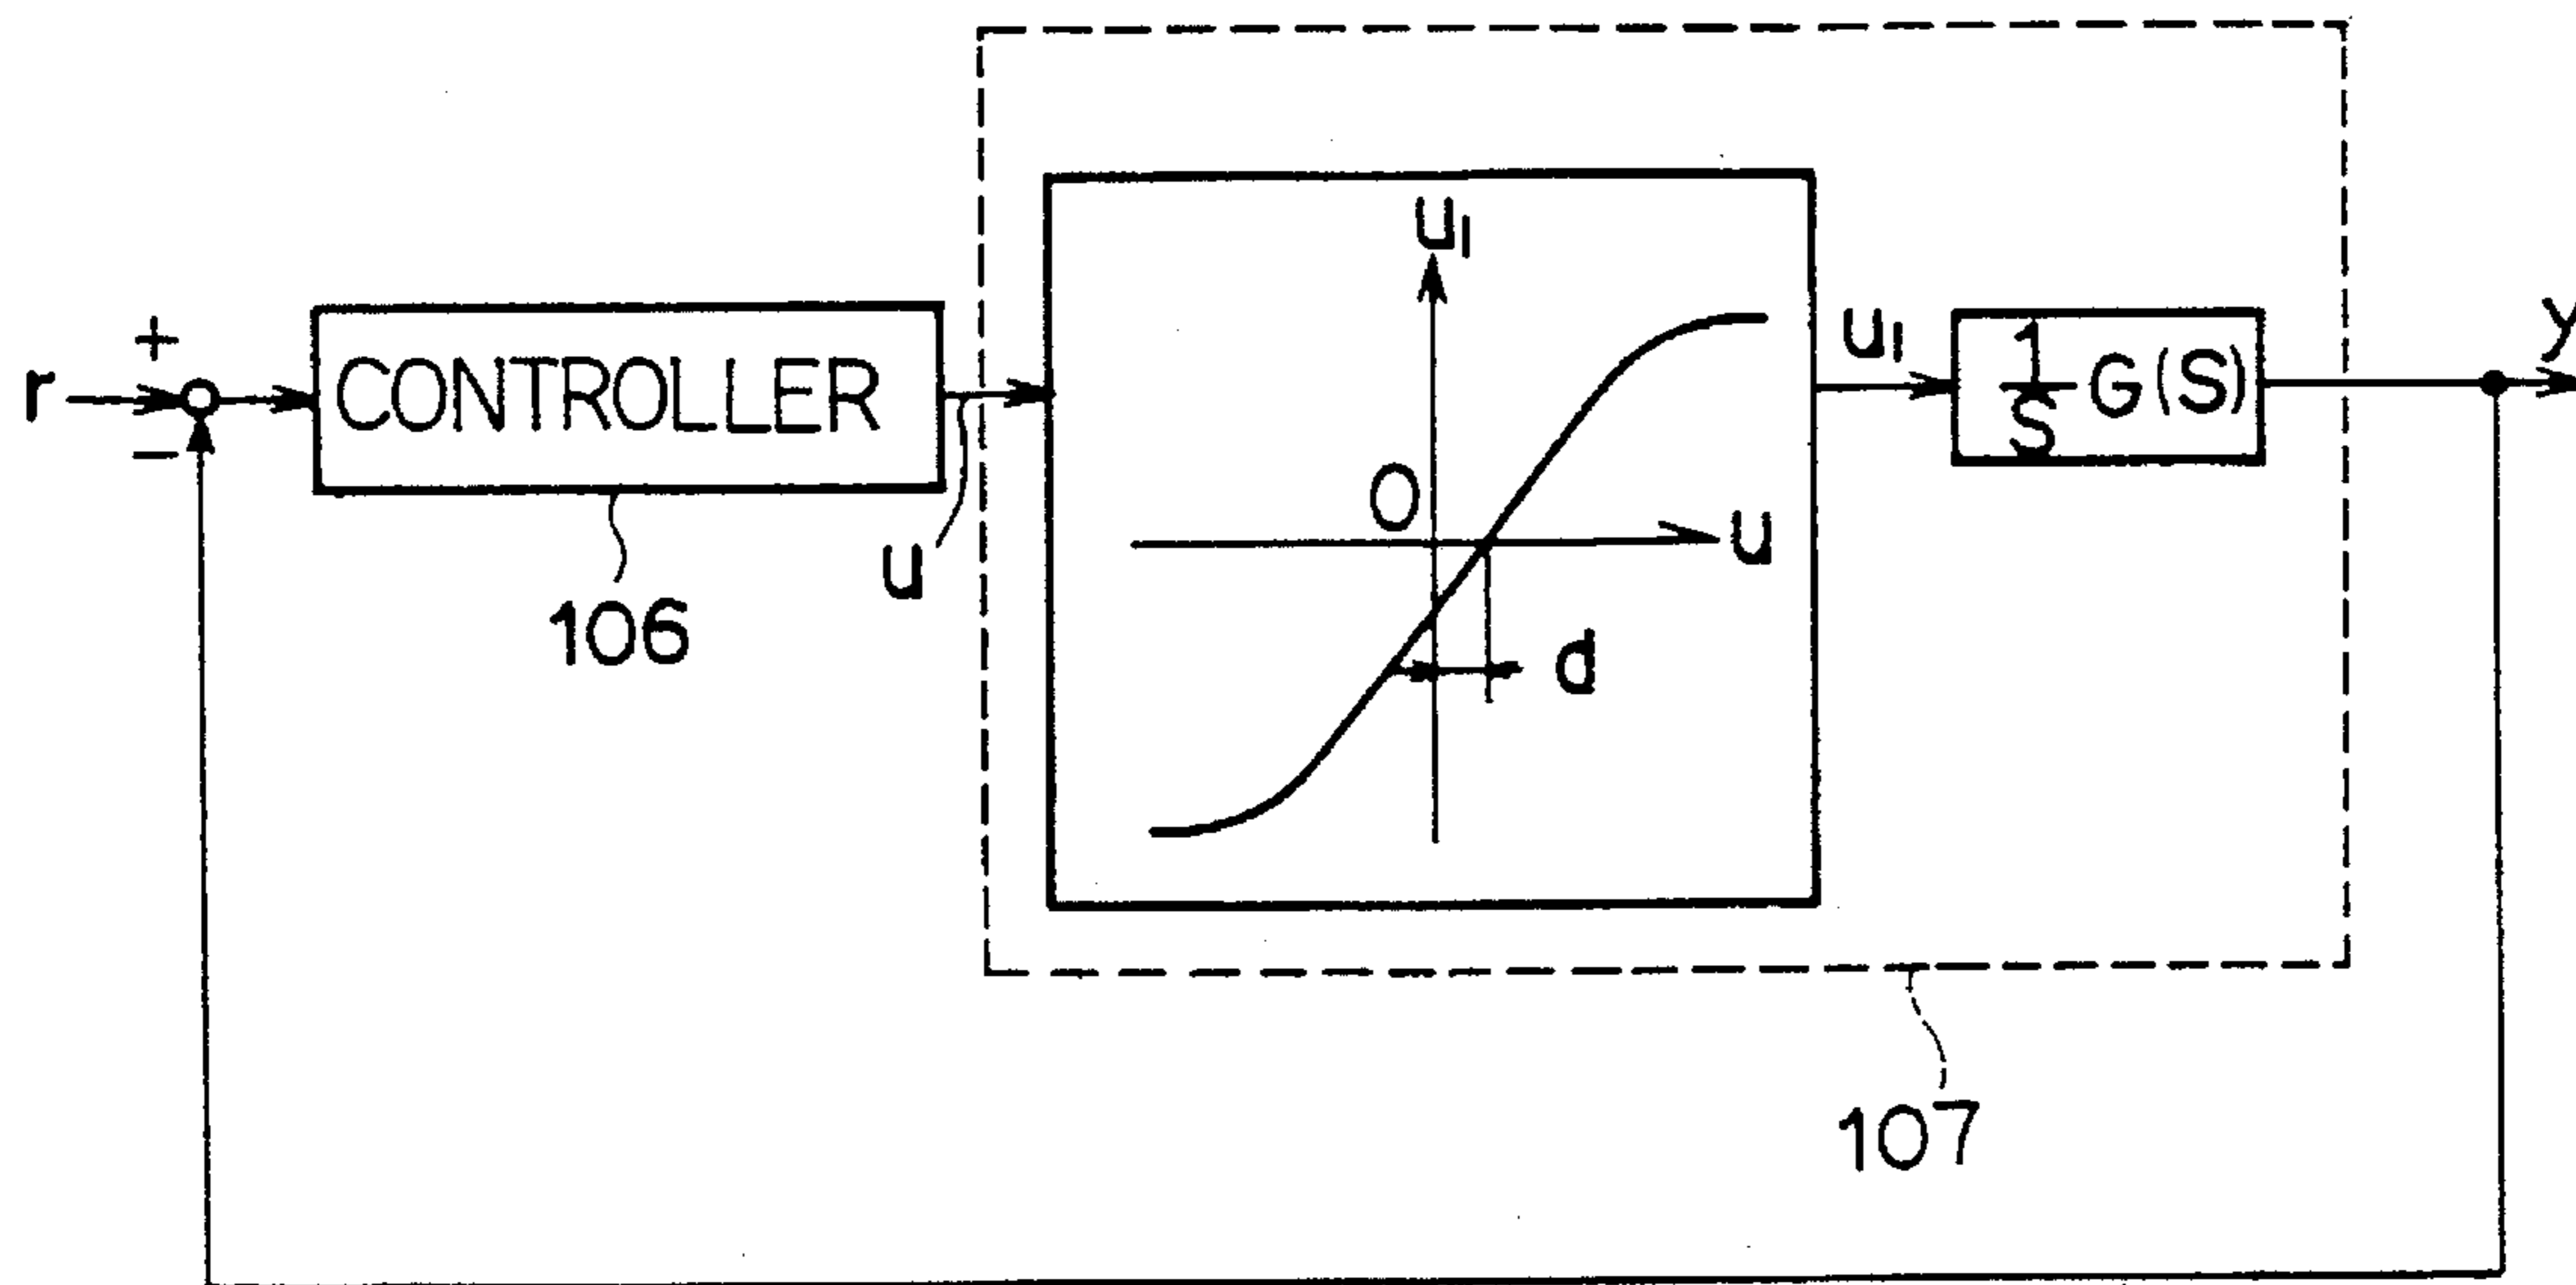 r
+
−
CONTROLLER
106
u
u₁
O
u
d
u₁
1/S G(S)
y
107